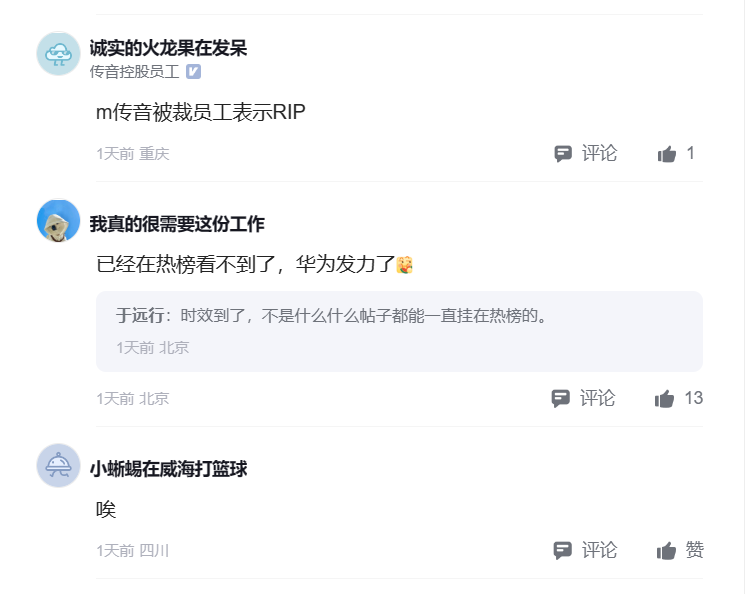 诚实的火龙果在发呆
传音控股员工
m传音被裁员工表示RIP
1天前 重庆 评论 1
我真的很需要这份工作
已经在热榜看不到了，华为发力了
于远行：时效到了，不是什么什么帖子都能一直挂在热榜的。
1天前 北京
1天前 北京 评论 13
小蜥蜴在威海打篮球
唉
1天前 四川 评论 赞